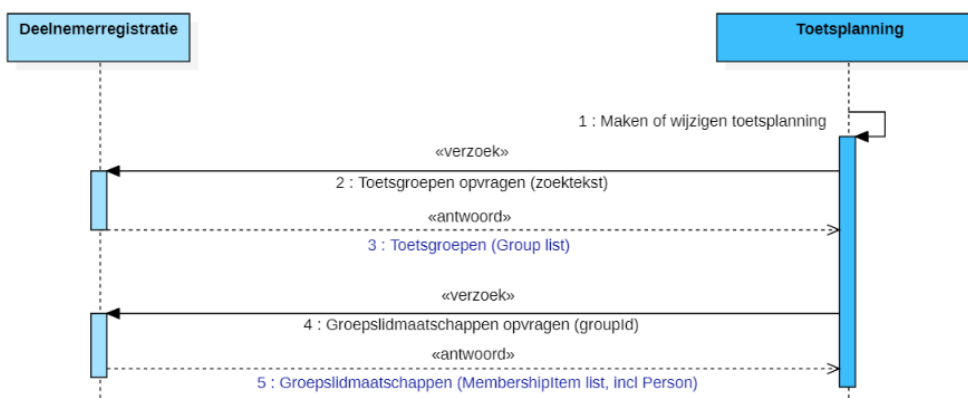 Deelnemerregistratie
Toetsplanning
1 : Maken of wijzigen toetsplanning
«verzoek»
2 : Toetsgroepen opvragen (zoektekst)
«antwoord»
3 : Toetsgroepen (Group list)
«verzoek»
4 : Groepslidmaatschappen opvragen (groupId)
«antwoord»
5 : Groepslidmaatschappen (MembershipItem list, incl Person)